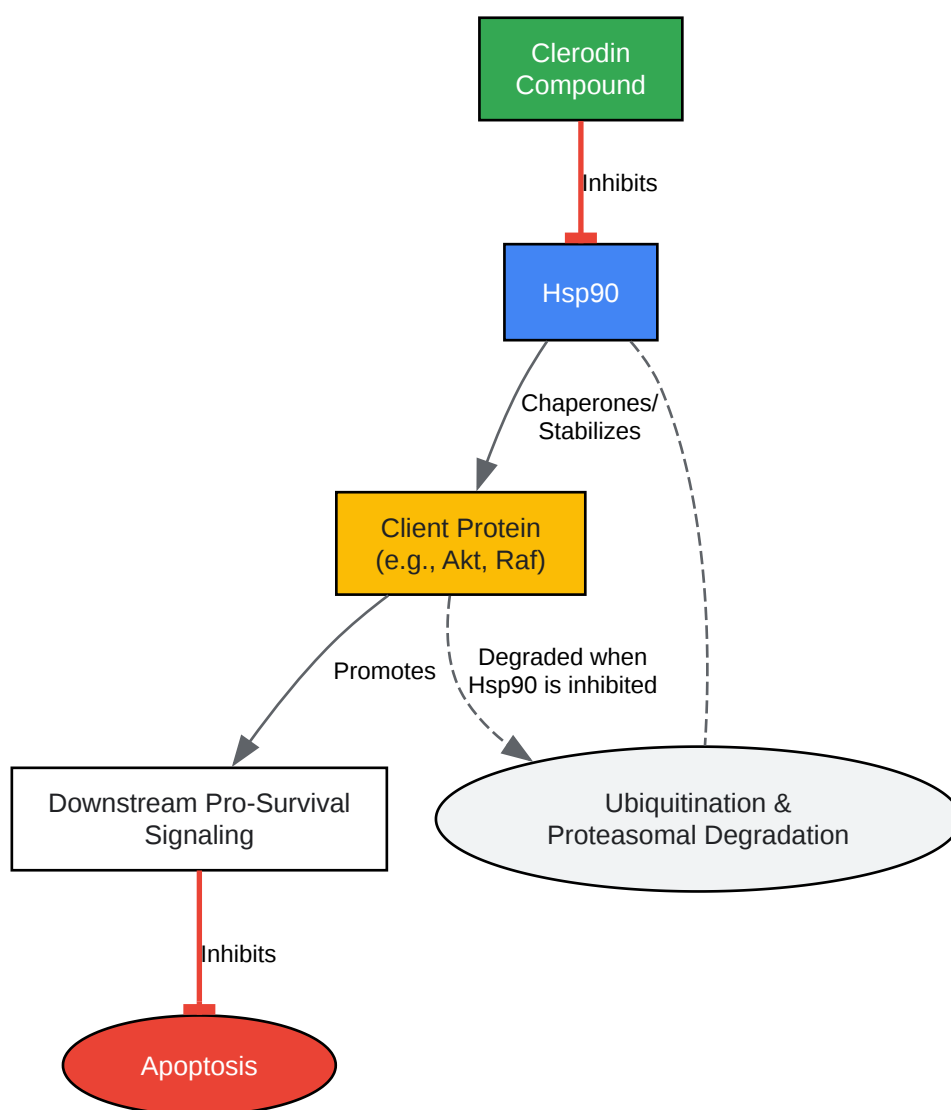 Clerodin
Compound
Inhibits
Hsp90
Chaperones/
Stabilizes
Client Protein
(e.g., Akt, Raf)
Promotes
Degraded when
Hsp90 is inhibited
Downstream Pro-Survival
Signaling
Ubiquitination &
Proteasomal Degradation
Inhibits
Apoptosis